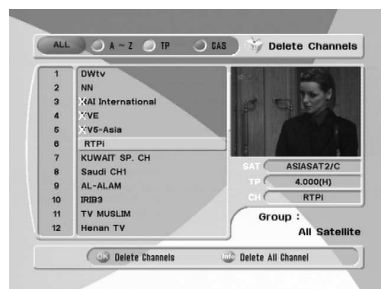 ALL A ~ Z TP CAS Delete Channels
1 DWtv
2 NN
3 RAI International
4 XVE
5 XV5-Asia
6 RTPi
7 KUWAIT SP. CH
8 Saudi CH1
9 AL-ALAM
10 IRIB3
11 TV MUSLIM
12 Henan TV
SAT ASIASAT2/C
TP 4.000(H)
CH RTPi
Group :
All Satellite
OK Delete Channels Info Delete All Channel